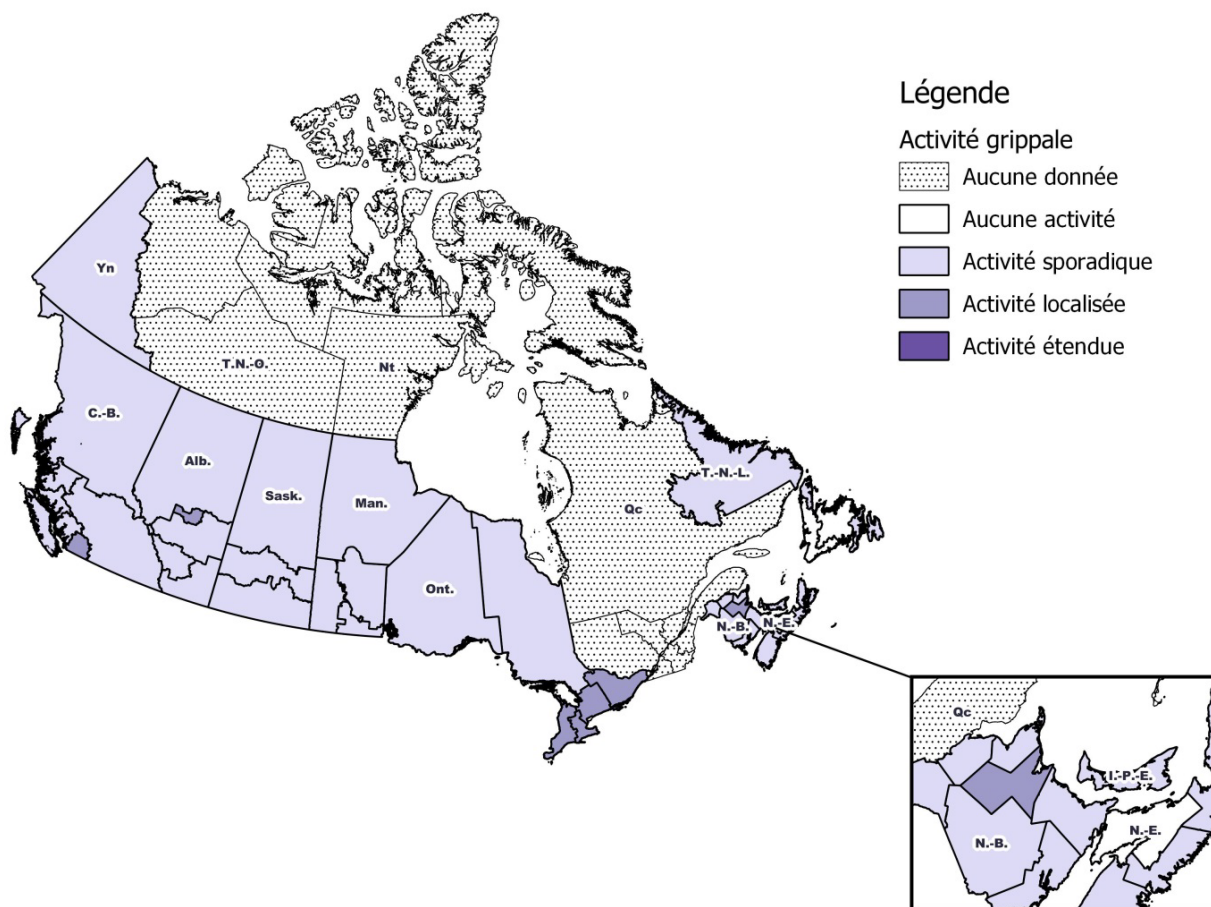 Légende
Activité grippale
Aucune donnée
Aucune activité
Activité sporadique
Activité localisée
Activité étendue
Yn
T.N.-O.
Nt
C.-B.
Alb.
Sask.
Man.
Ont.
Qc
T.-N.-L.
N.-B.
N.-E.
Qc
I.-P.-E.
N.-E.
N.-B.